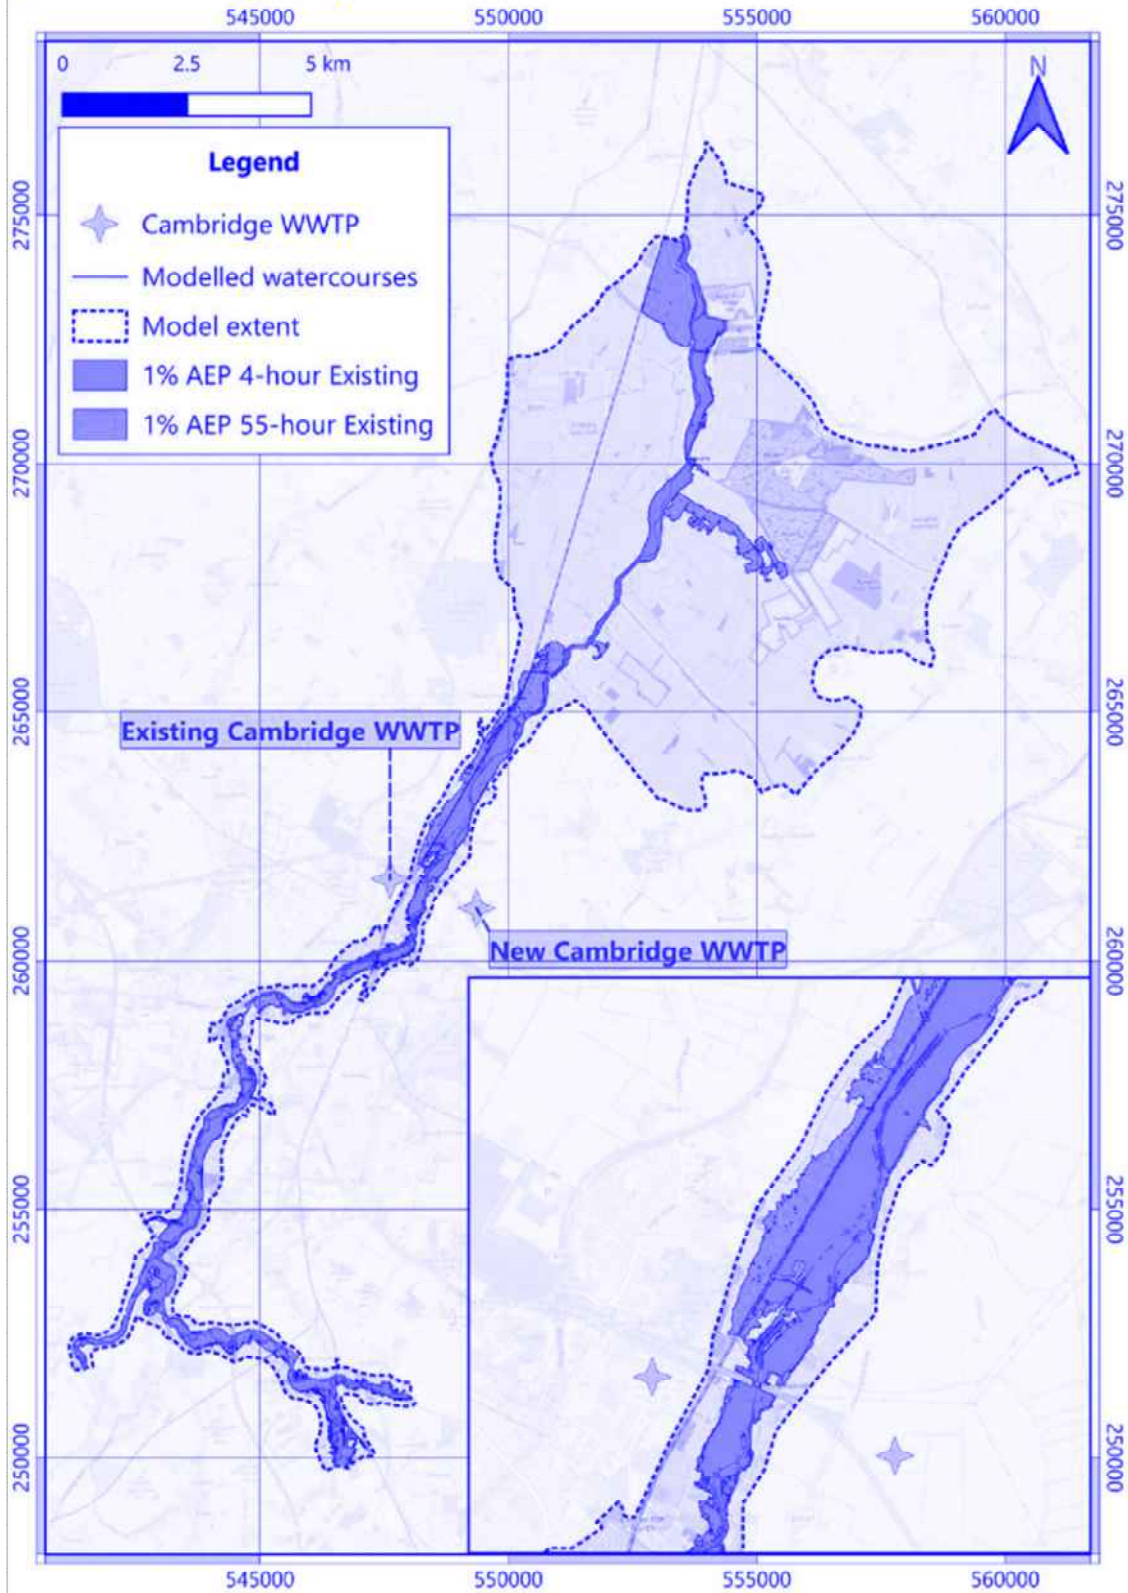 545000 550000 555000 560000
0 2.5 5 km
N
Legend
Cambridge WWTP
Modelled watercourses
Model extent
1% AEP 4-hour Existing
1% AEP 55-hour Existing
275000 275000
270000 270000
265000 265000
Existing Cambridge WWTP
New Cambridge WWTP
260000 260000
255000 255000
250000 250000
545000 550000 555000 560000